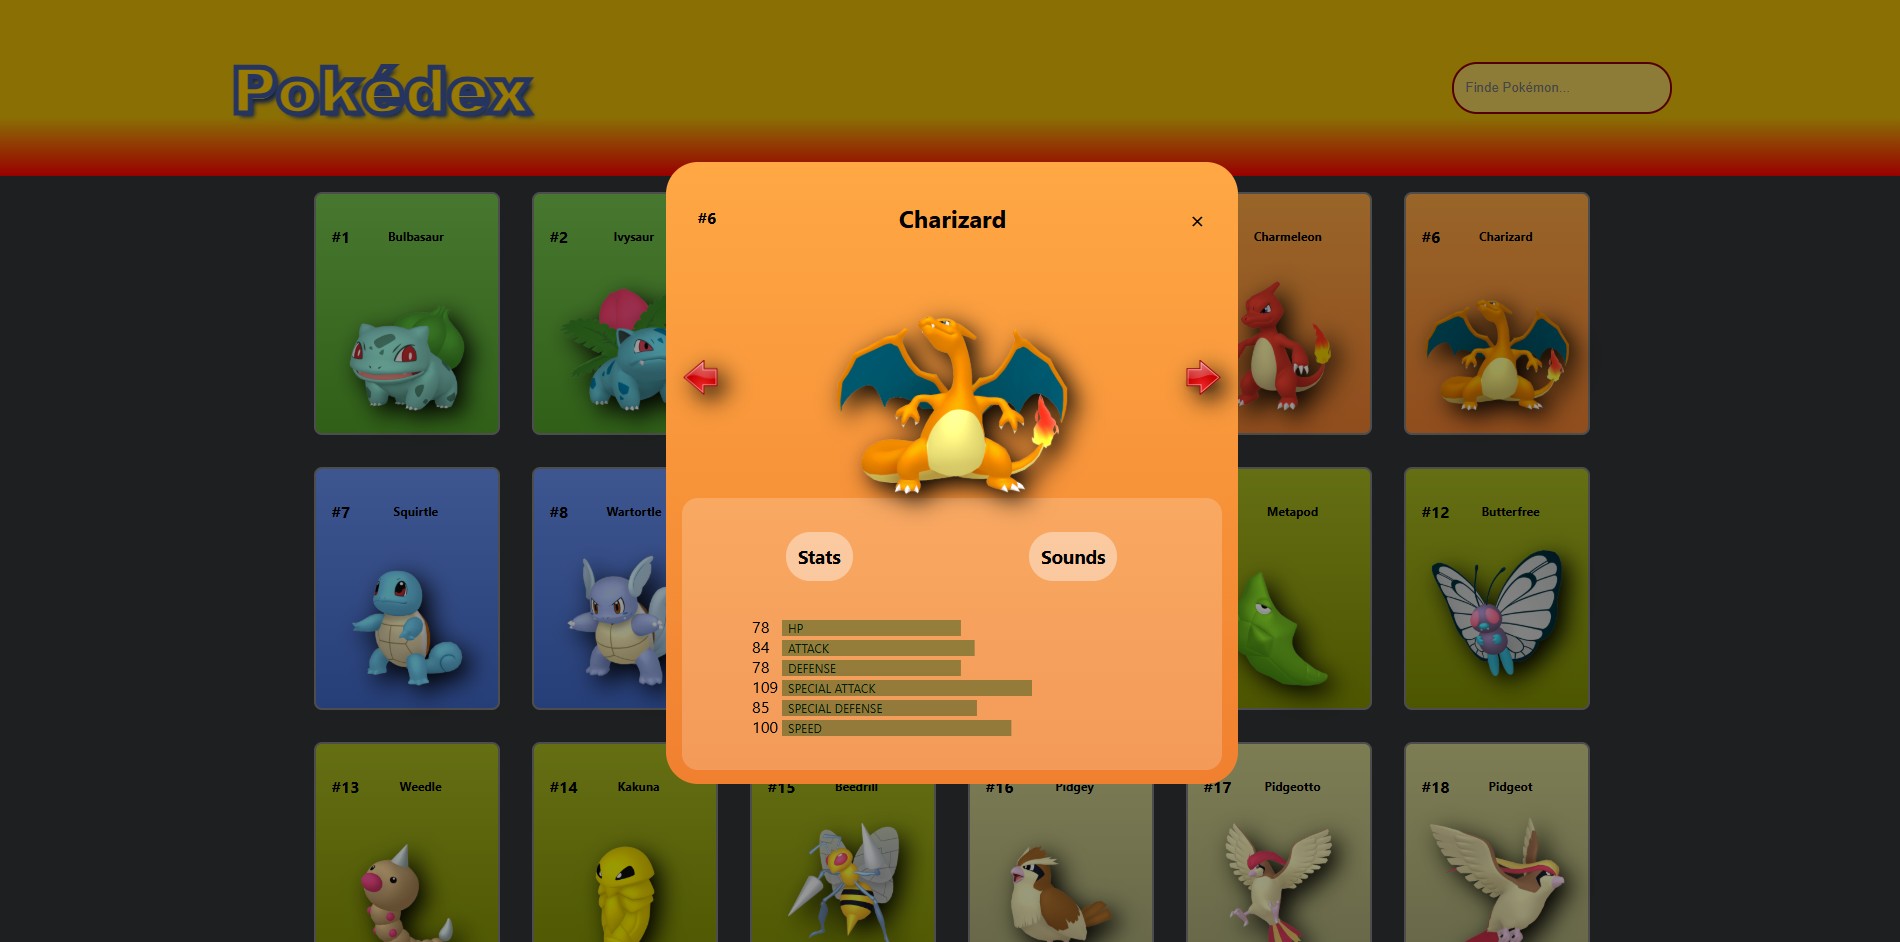 Pokédex
Finde Pokémon...
#1 Bulbasaur
#2 Ivysaur
Charmeleon
#6 Charizard
#6 Charizard ×
Stats Sounds
78 HP
84 ATTACK
78 DEFENSE
109 SPECIAL ATTACK
85 SPECIAL DEFENSE
100 SPEED
#7 Squirtle
#8 Wartortle
Metapod
#12 Butterfree
#13 Weedle
#14 Kakuna
#15 Beedrill
#16 Pidgey
#17 Pidgeotto
#18 Pidgeot